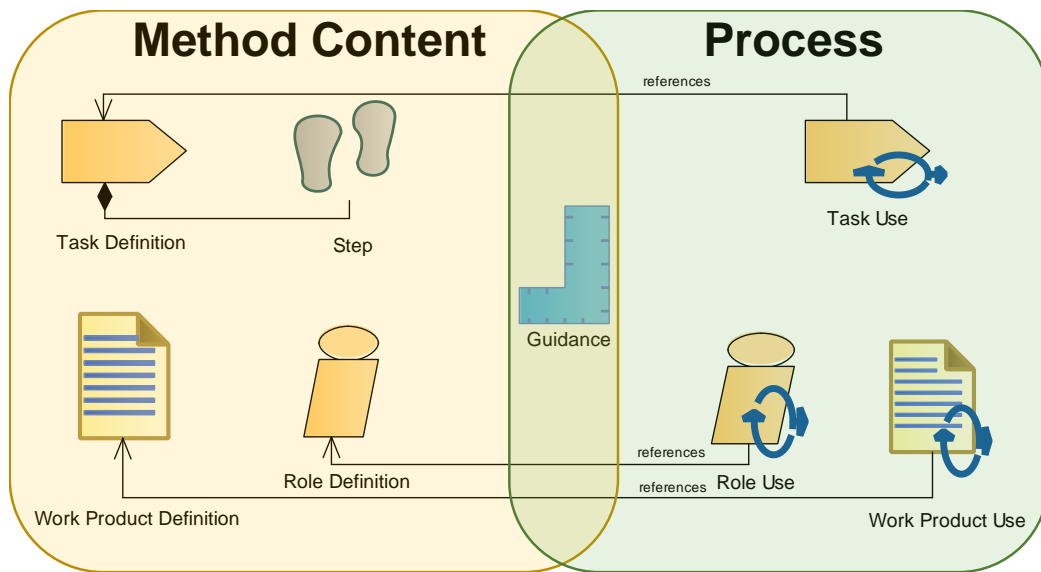 Method Content
Process
references
Task Definition
Step
Task Use
Guidance
references
Role Definition
Role Use
references
Work Product Definition
Work Product Use